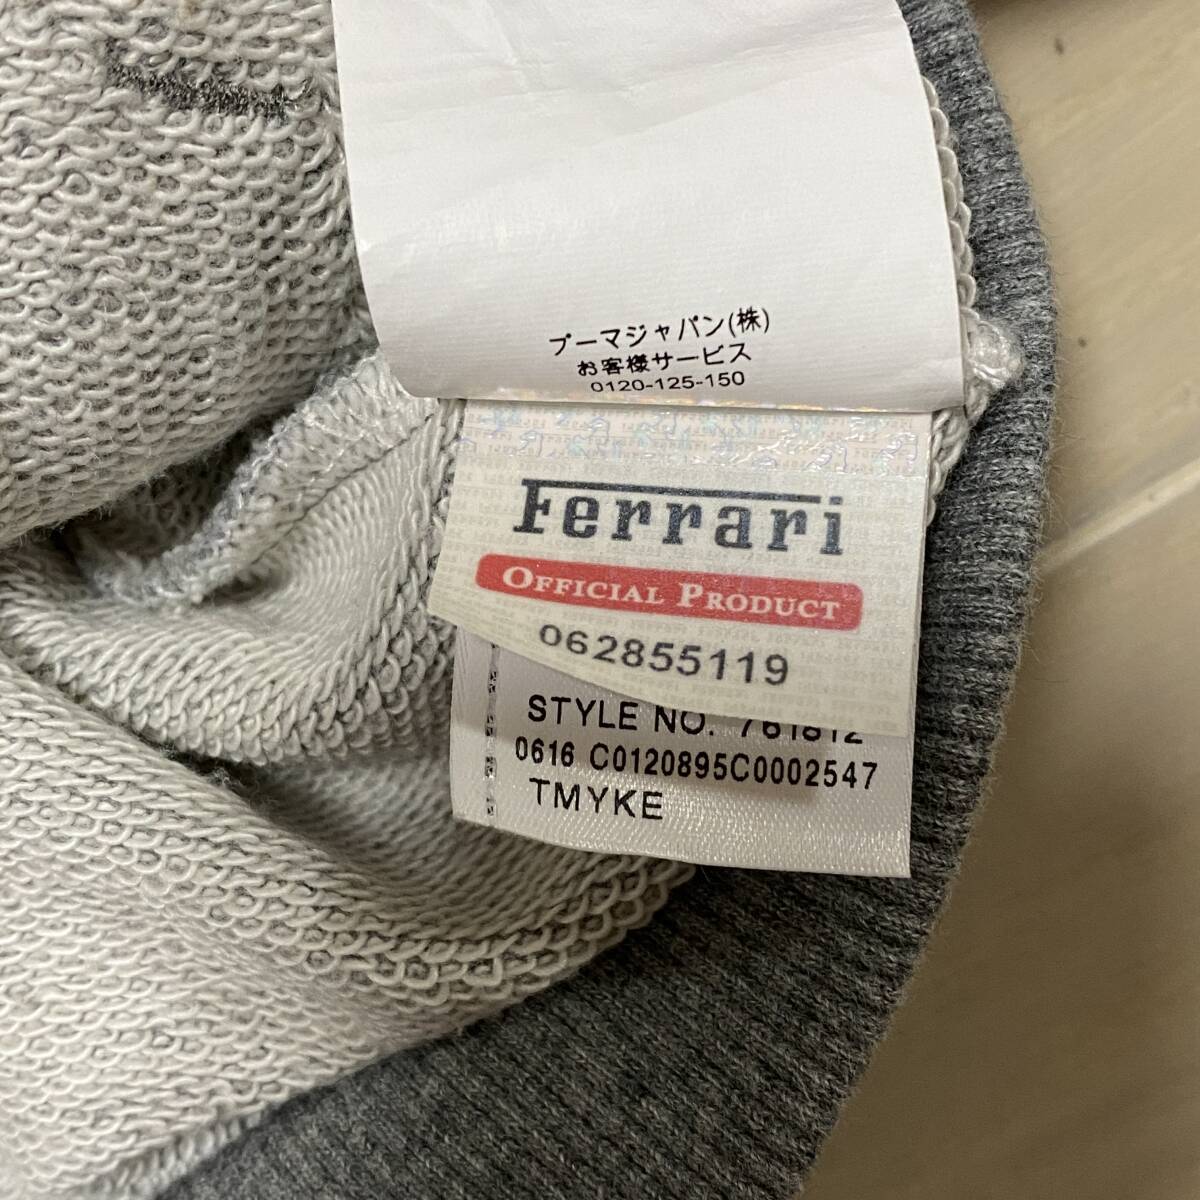 プーマジャパン(株)
お客様サービス
0120-125-150
Ferrari
OFFICIAL PRODUCT
062855119
STYLE NO. 761812
0616 C0120895C0002547
TMYKE